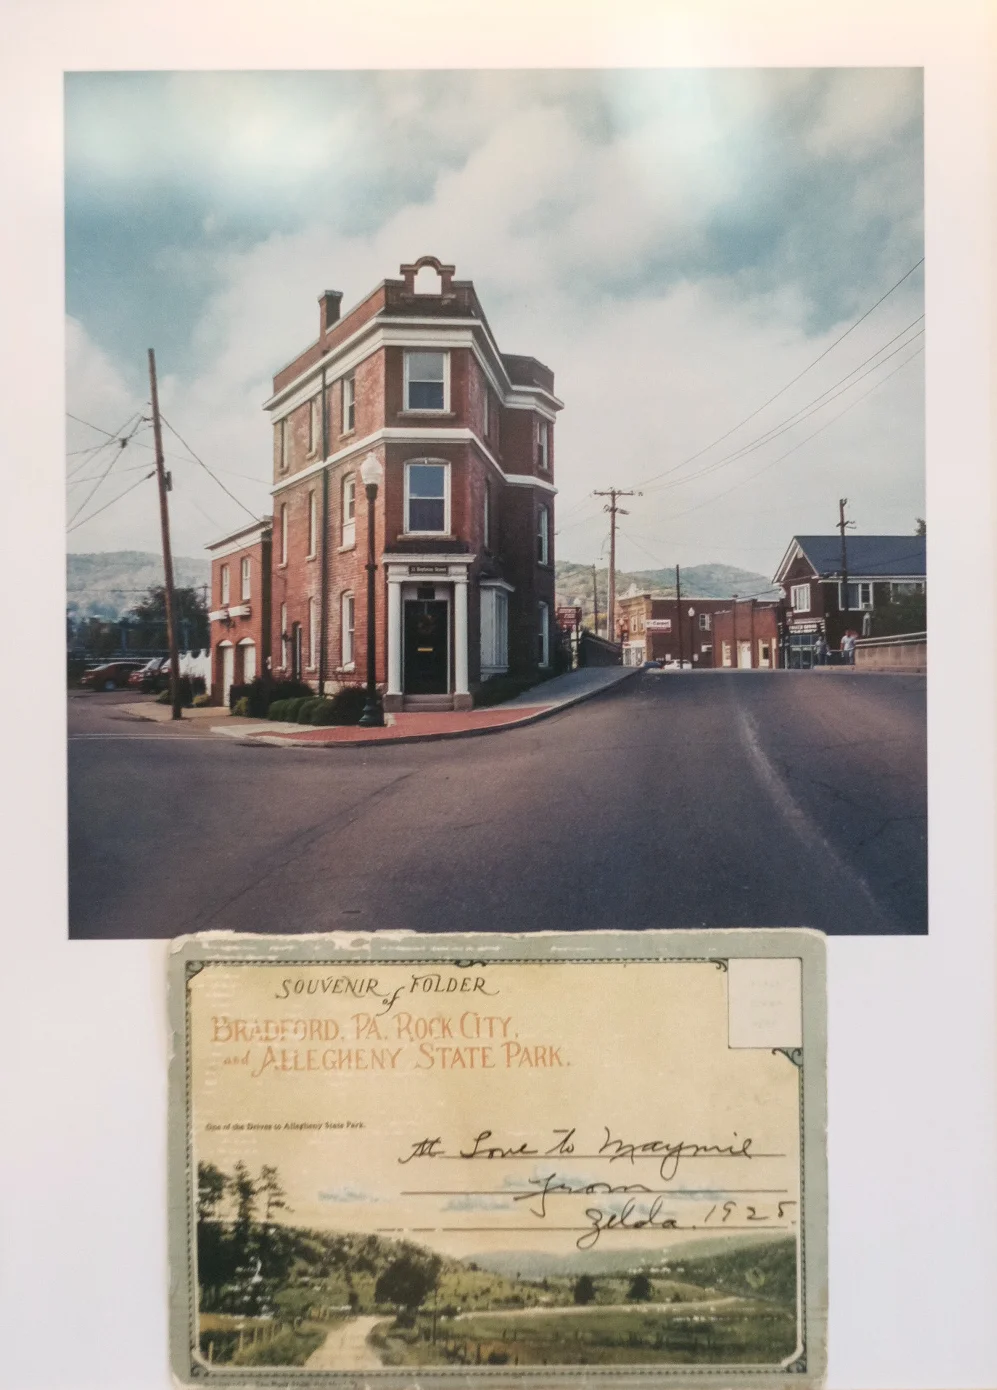 SOUVENIR of FOLDER
BRADFORD, PA. ROCK CITY,
and ALLEGHENY STATE PARK.
One of the Drives to Allegheny State Park.
Love to Maymie
From
Zelda. 1925.